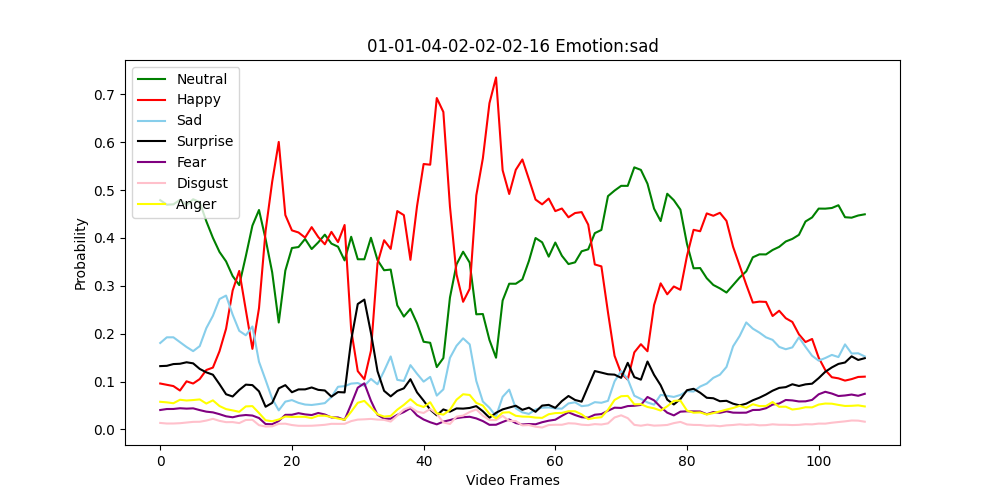 01-01-04-02-02-02-16 Emotion:sad
Neutral
Happy
Sad
Surprise
Fear
Disgust
Anger
0.7
0.6
0.5
0.4
0.3
0.2
0.1
0.0
Probability
0 20 40 60 80 100
Video Frames